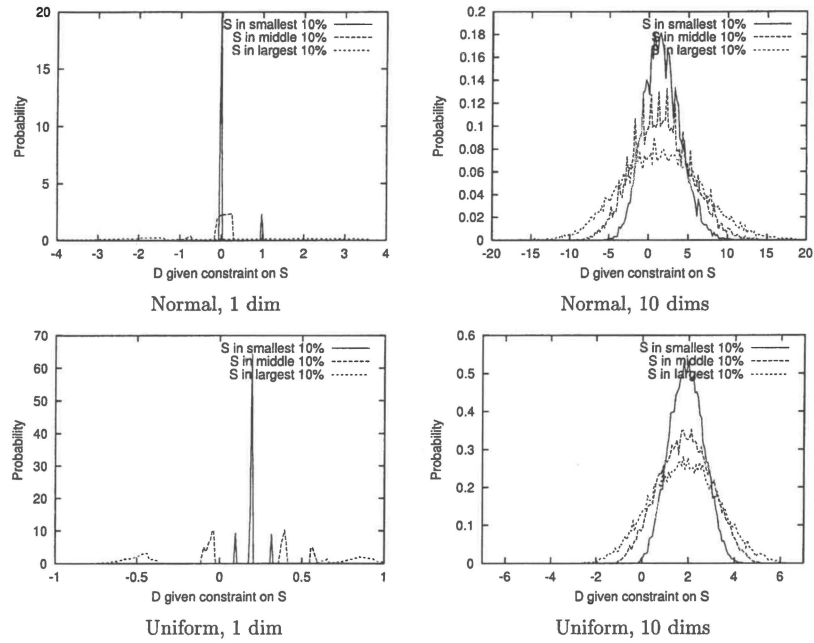 20
15
10
5
0
-4 -3 -2 -1 0 1 2 3 4
Probability
D given constraint on S
S in smallest 10%
S in middle 10%
S in largest 10%
Normal, 1 dim
0.2
0.18
0.16
0.14
0.12
0.1
0.08
0.06
0.04
0.02
0
-20 -15 -10 -5 0 5 10 15 20
Probability
D given constraint on S
S in smallest 10%
S in middle 10%
S in largest 10%
Normal, 10 dims
70
60
50
40
30
20
10
0
-1 -0.5 0 0.5 1
Probability
D given constraint on S
S in smallest 10%
S in middle 10%
S in largest 10%
Uniform, 1 dim
0.6
0.5
0.4
0.3
0.2
0.1
0
-6 -4 -2 0 2 4 6
Probability
D given constraint on S
S in smallest 10%
S in middle 10%
S in largest 10%
Uniform, 10 dims